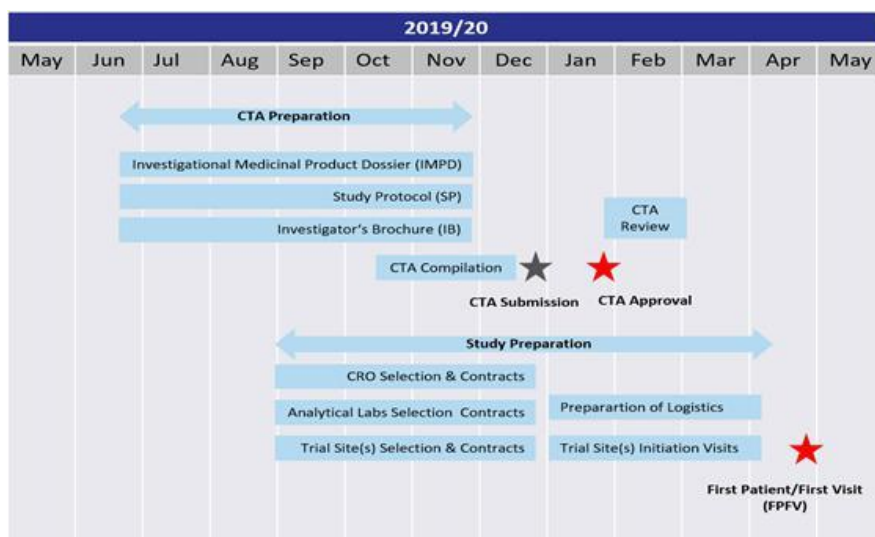 2019/20
May Jun Jul Aug Sep Oct Nov Dec Jan Feb Mar Apr May
CTA Preparation
Investigational Medicinal Product Dossier (IMPD)
Study Protocol (SP)
Investigator's Brochure (IB)
CTA
Review
CTA Compilation
CTA Submission
CTA Approval
Study Preparation
CRO Selection & Contracts
Analytical Labs Selection Contracts
Preparartion of Logistics
Trial Site(s) Selection & Contracts
Trial Site(s) Initiation Visits
First Patient/First Visit
(FPFV)